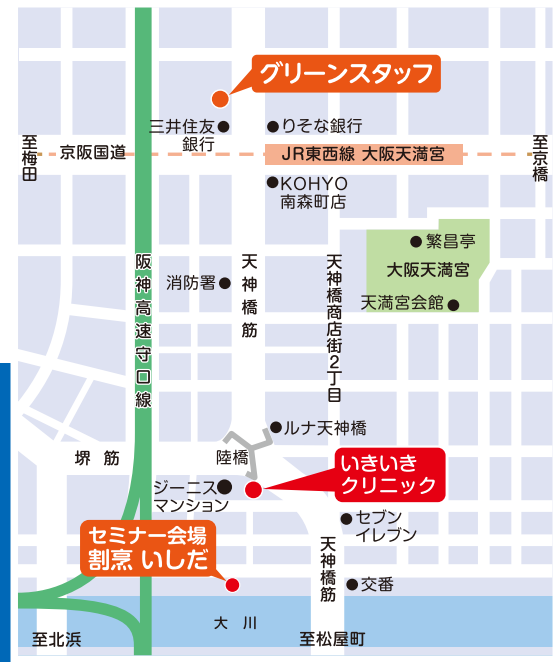 グリーンスタッフ
三井住友
銀行
りそな銀行
至梅田
京阪国道
JR東西線 大阪天満宮
至京橋
KOHYO
南森町店
繁昌亭
大阪天満宮
天満宮会館
阪神高速守口線
消防署
天神橋筋
天神橋商店街2丁目
ルナ天神橋
堺筋
陸橋
いきいき
クリニック
ジーニス
マンション
セブン
イレブン
セミナー会場
割烹 いしだ
天神橋筋
交番
大川
至北浜
至松屋町